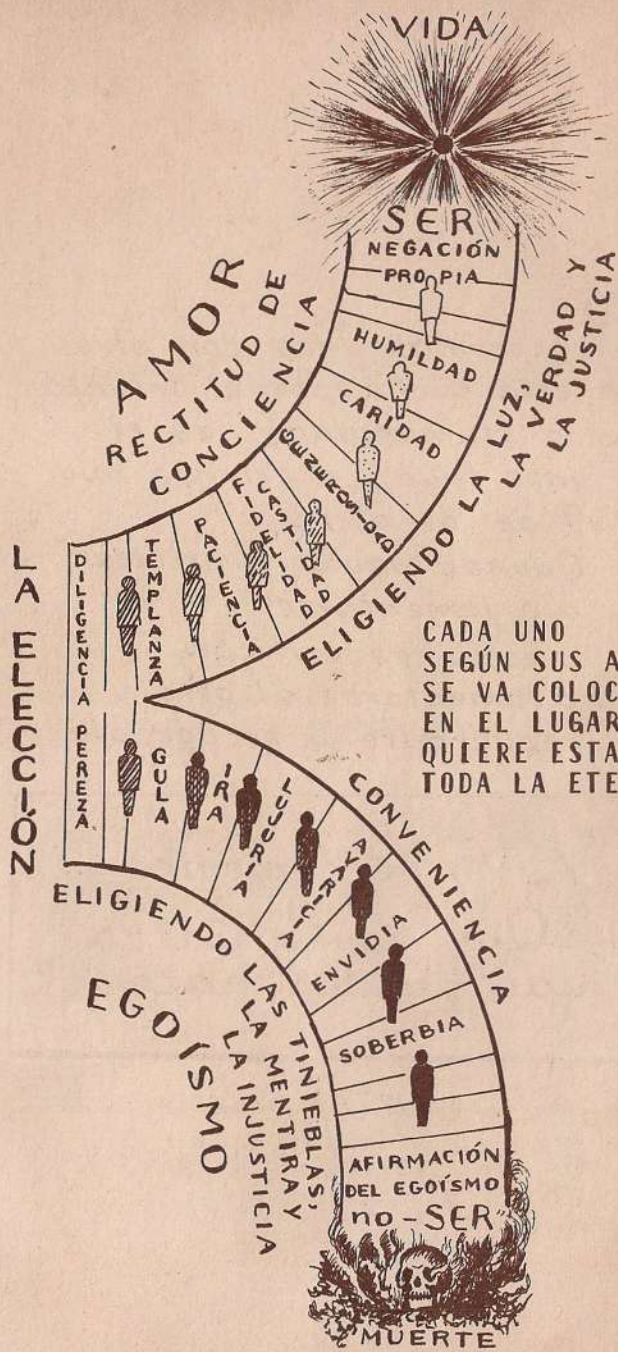 VIDA
SER
NEGACIÓN
PROPIA
HUMILDAD
CARIDAD
GENEROSIDAD
CASTIDAD
FIDELIDAD
PACIENCIA
TEMPLANZA
DILIGENCIA
AMOR
RECTITUD DE
CONCIENCIA
ELIGIENDO LA LUZ,
LA VERDAD Y
LA JUSTICIA
LA ELECCIÓN
CADA UNO
SEGÚN SUS A
SE VA COLOC
EN EL LUGAR
QUIERE ESTA
TODA LA ETE
PEREZA
GULA
IRA
LUJURIA
AVARICIA
ENVIDIA
SOBERBIA
CONVENIENCIA
ELIGIENDO LAS TINIEBLAS,
LA MENTIRA Y
LA INJUSTICIA
EGOÍSMO
AFIRMACIÓN
DEL EGOÍSMO
no-SER
MUERTE